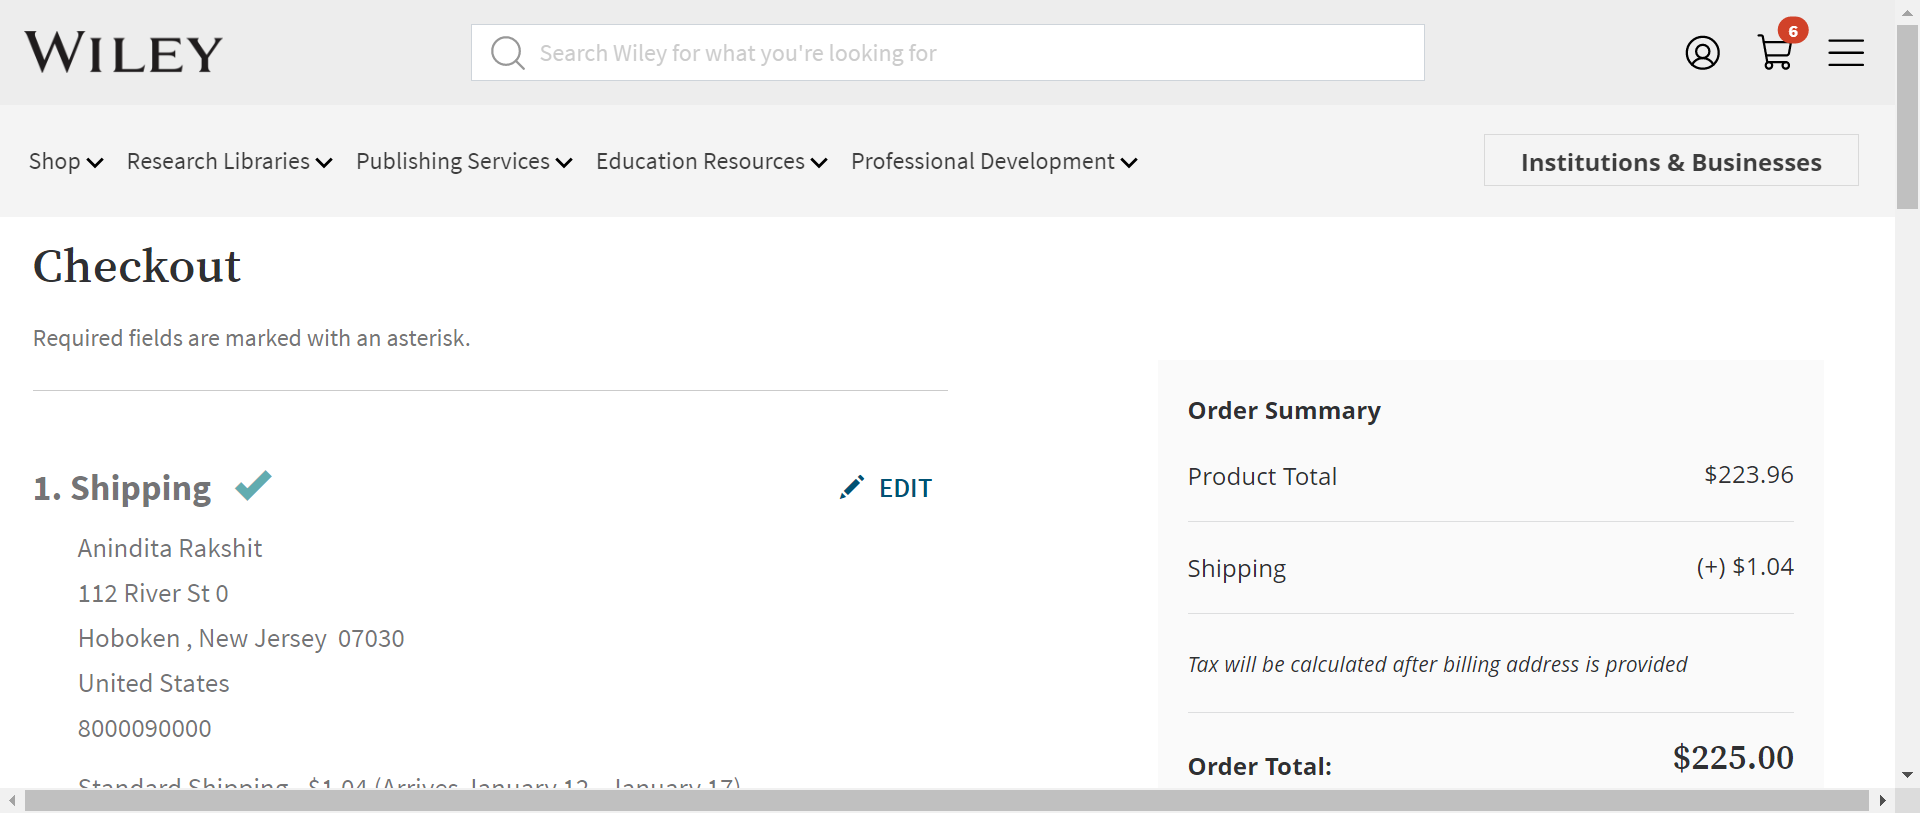 WILEY
Search Wiley for what you're looking for
6
Shop Research Libraries Publishing Services Education Resources Professional Development Institutions & Businesses
Checkout
Required fields are marked with an asterisk.
1. Shipping EDIT
Anindita Rakshit
112 River St 0
Hoboken , New Jersey 07030
United States
8000090000
Standard Shipping - $1.04 (Arrives January 12 - January 17)
Order Summary
Product Total $223.96
Shipping (+) $1.04
Tax will be calculated after billing address is provided
Order Total: $225.00